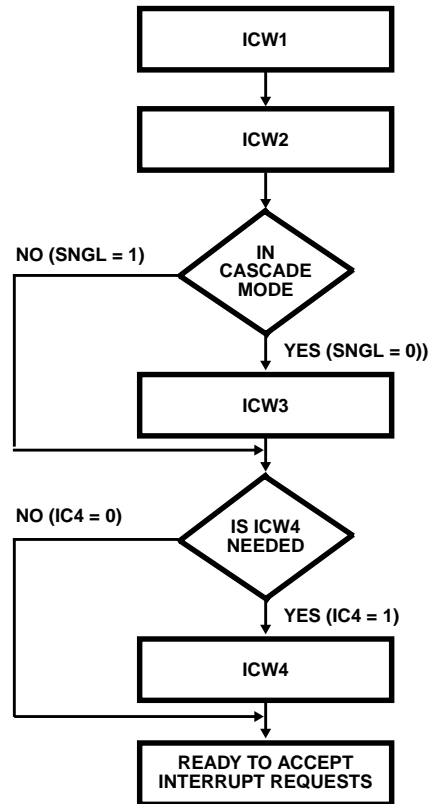 ICW1
ICW2
IN
CASCADE
MODE
NO (SNGL = 1)
YES (SNGL = 0))
ICW3
IS ICW4
NEEDED
NO (IC4 = 0)
YES (IC4 = 1)
ICW4
READY TO ACCEPT
INTERRUPT REQUESTS